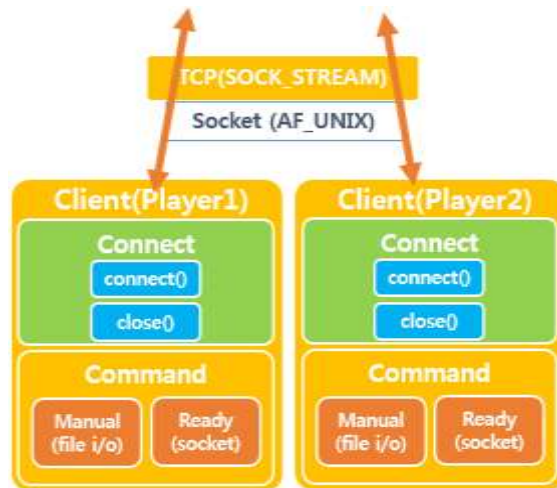 TCP(SOCK_STREAM)
Socket (AF_UNIX)
Client(Player1)
Connect
connect()
close()
Command
Manual
(file i/o)
Ready
(socket)
Client(Player2)
Connect
connect()
close()
Command
Manual
(file i/o)
Ready
(socket)